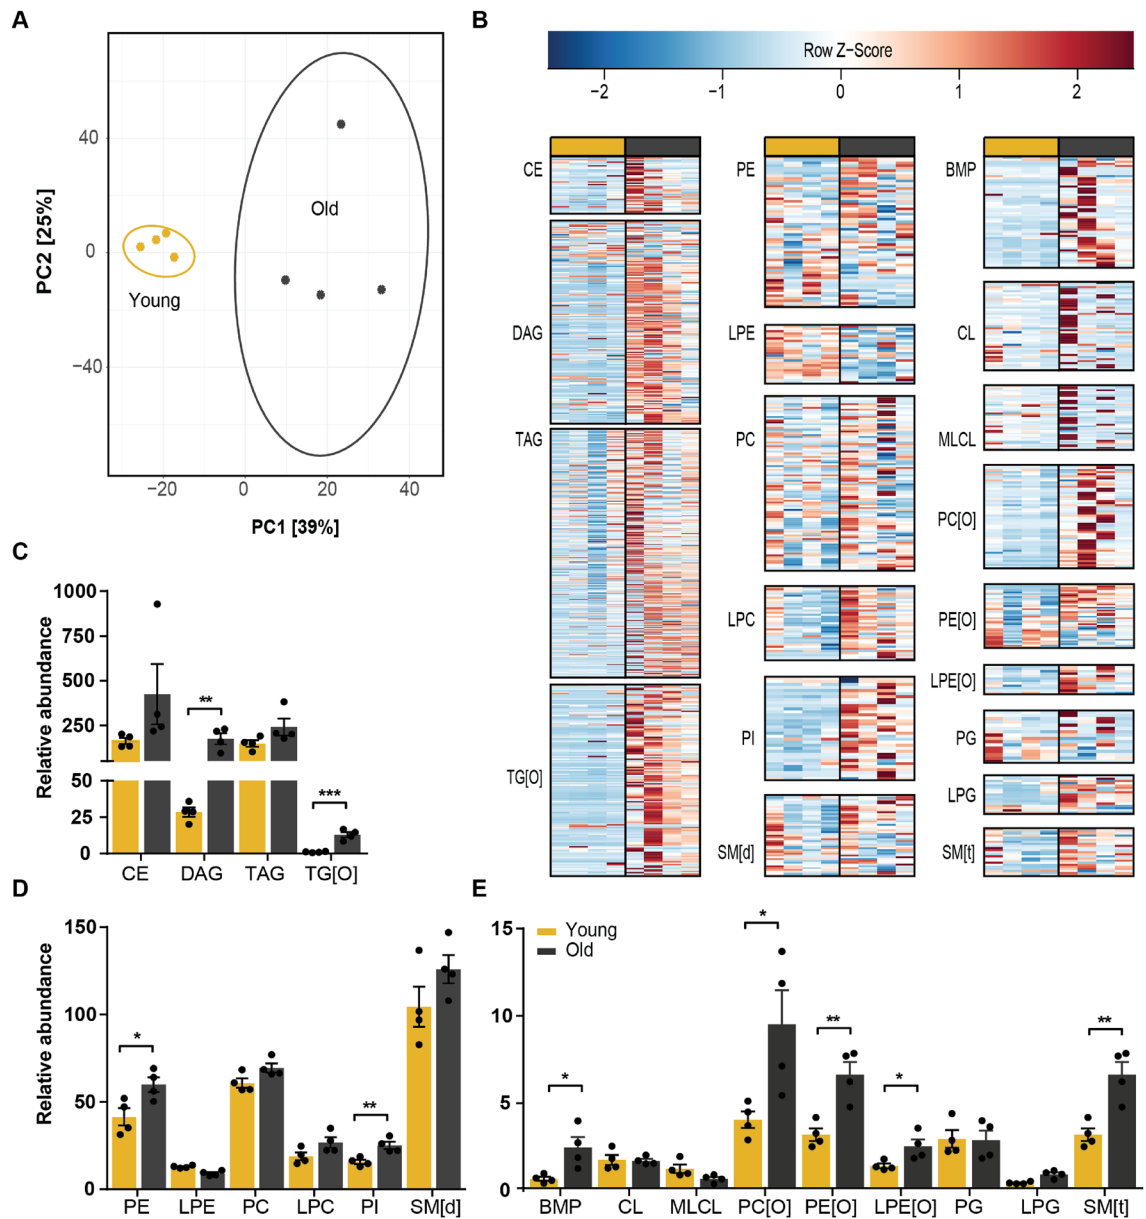 A
PC2 [25%]
40
0
−40
Old
Young
−20
0
20
40
PC1 [39%]
B
Row Z−Score
−2
−1
0
1
2
CE
DAG
TAG
TG[O]
PE
LPE
PC
LPC
PI
SM[d]
BMP
CL
MLCL
PC[O]
PE[O]
LPE[O]
PG
LPG
SM[t]
C
Relative abundance
1000
750
500
250
50
25
0
**
***
CE
DAG
TAG
TG[O]
D
Relative abundance
150
100
50
0
*
**
PE
LPE
PC
LPC
PI
SM[d]
E
Young
Old
15
10
5
0
*
*
**
*
**
BMP
CL
MLCL
PC[O]
PE[O]
LPE[O]
PG
LPG
SM[t]